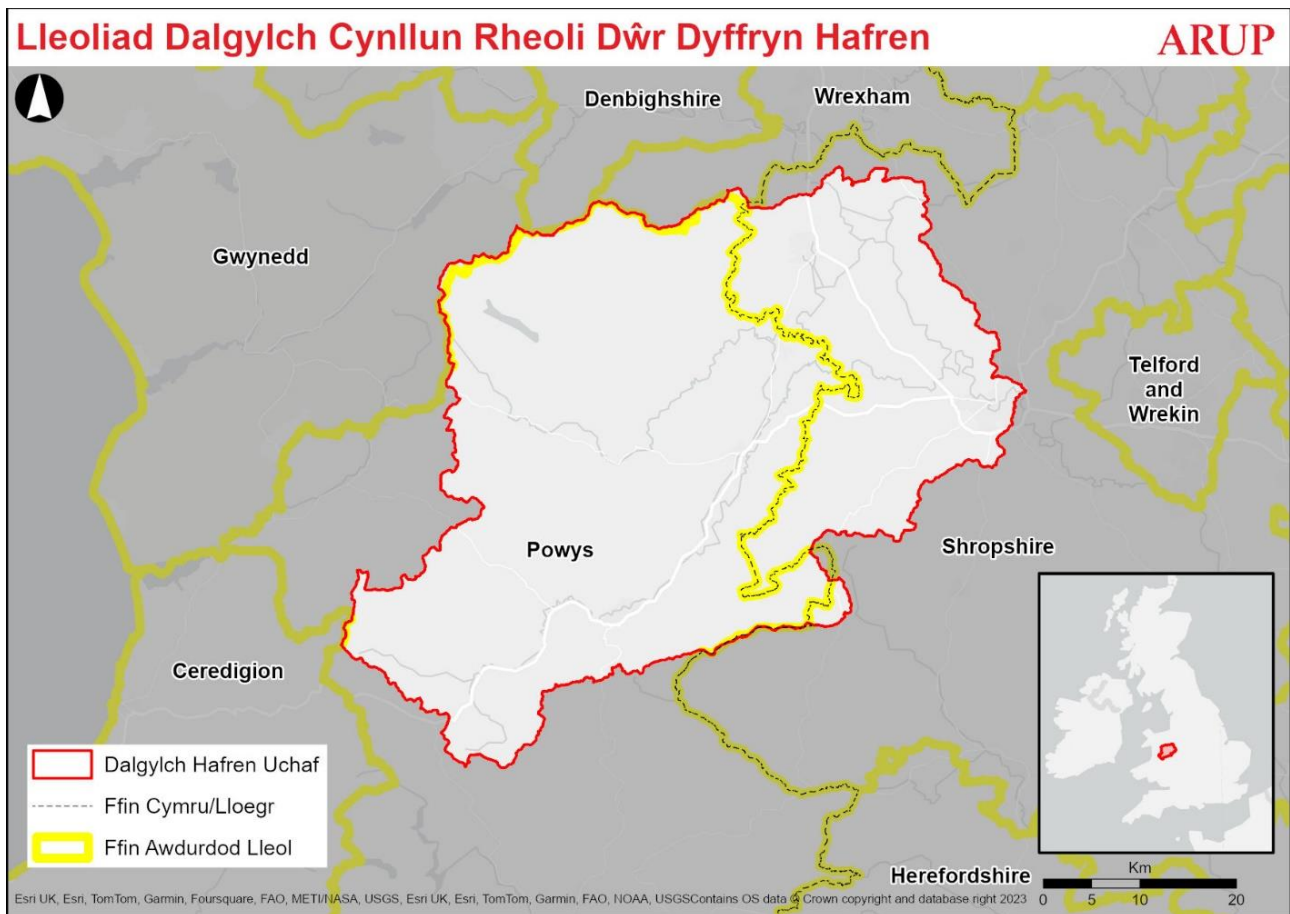 Lleoliad Dalgylch Cynllun Rheoli Dŵr Dyffryn Hafren
ARUP
Denbighshire
Wrexham
Gwynedd
Telford
and
Wrekin
Powys
Shropshire
Ceredigion
Herefordshire
Dalgylch Hafren Uchaf
Ffin Cymru/Lloegr
Ffin Awdurdod Lleol
Km
0 5 10 20
Esri UK, Esri, TomTom, Garmin, Foursquare, FAO, METI/NASA, USGS, Esri UK, Esri, TomTom, Garmin, FAO, NOAA, USGSContains OS data © Crown copyright and database right 2023